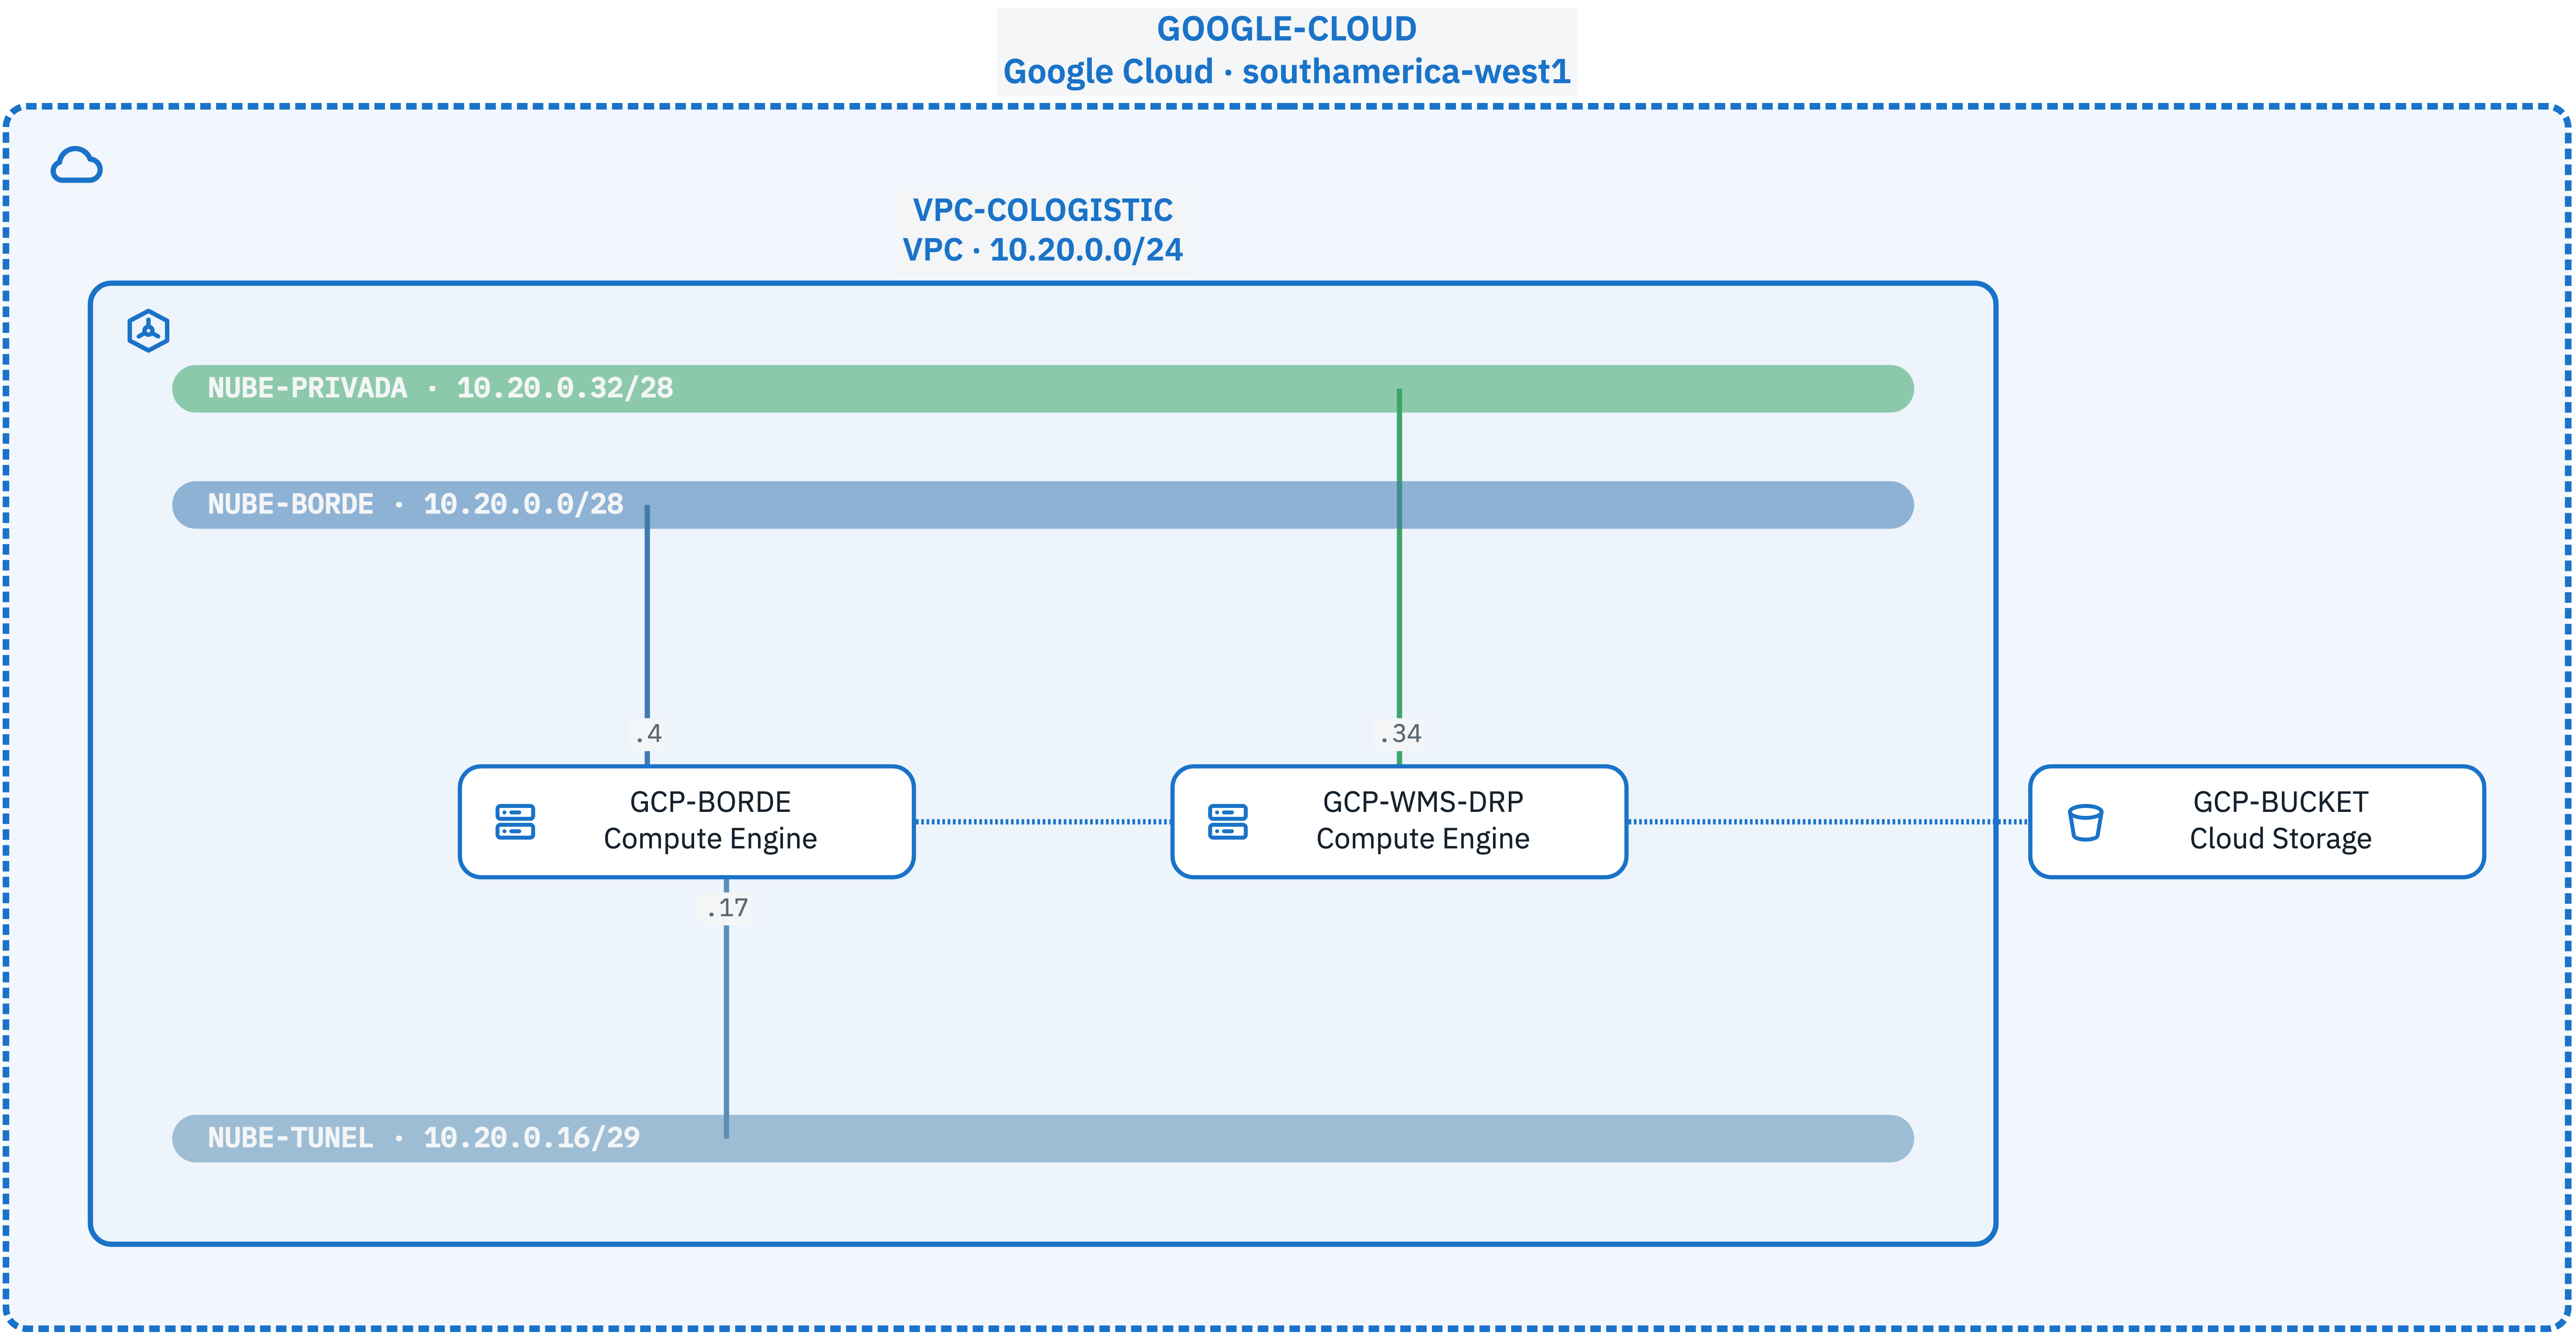 GOOGLE-CLOUD
Google Cloud · southamerica-west1
VPC-COLOGISTIC
VPC · 10.20.0.0/24
NUBE-PRIVADA · 10.20.0.32/28
NUBE-BORDE · 10.20.0.0/28
.4
.34
GCP-BORDE
Compute Engine
GCP-WMS-DRP
Compute Engine
GCP-BUCKET
Cloud Storage
.17
NUBE-TUNEL · 10.20.0.16/29